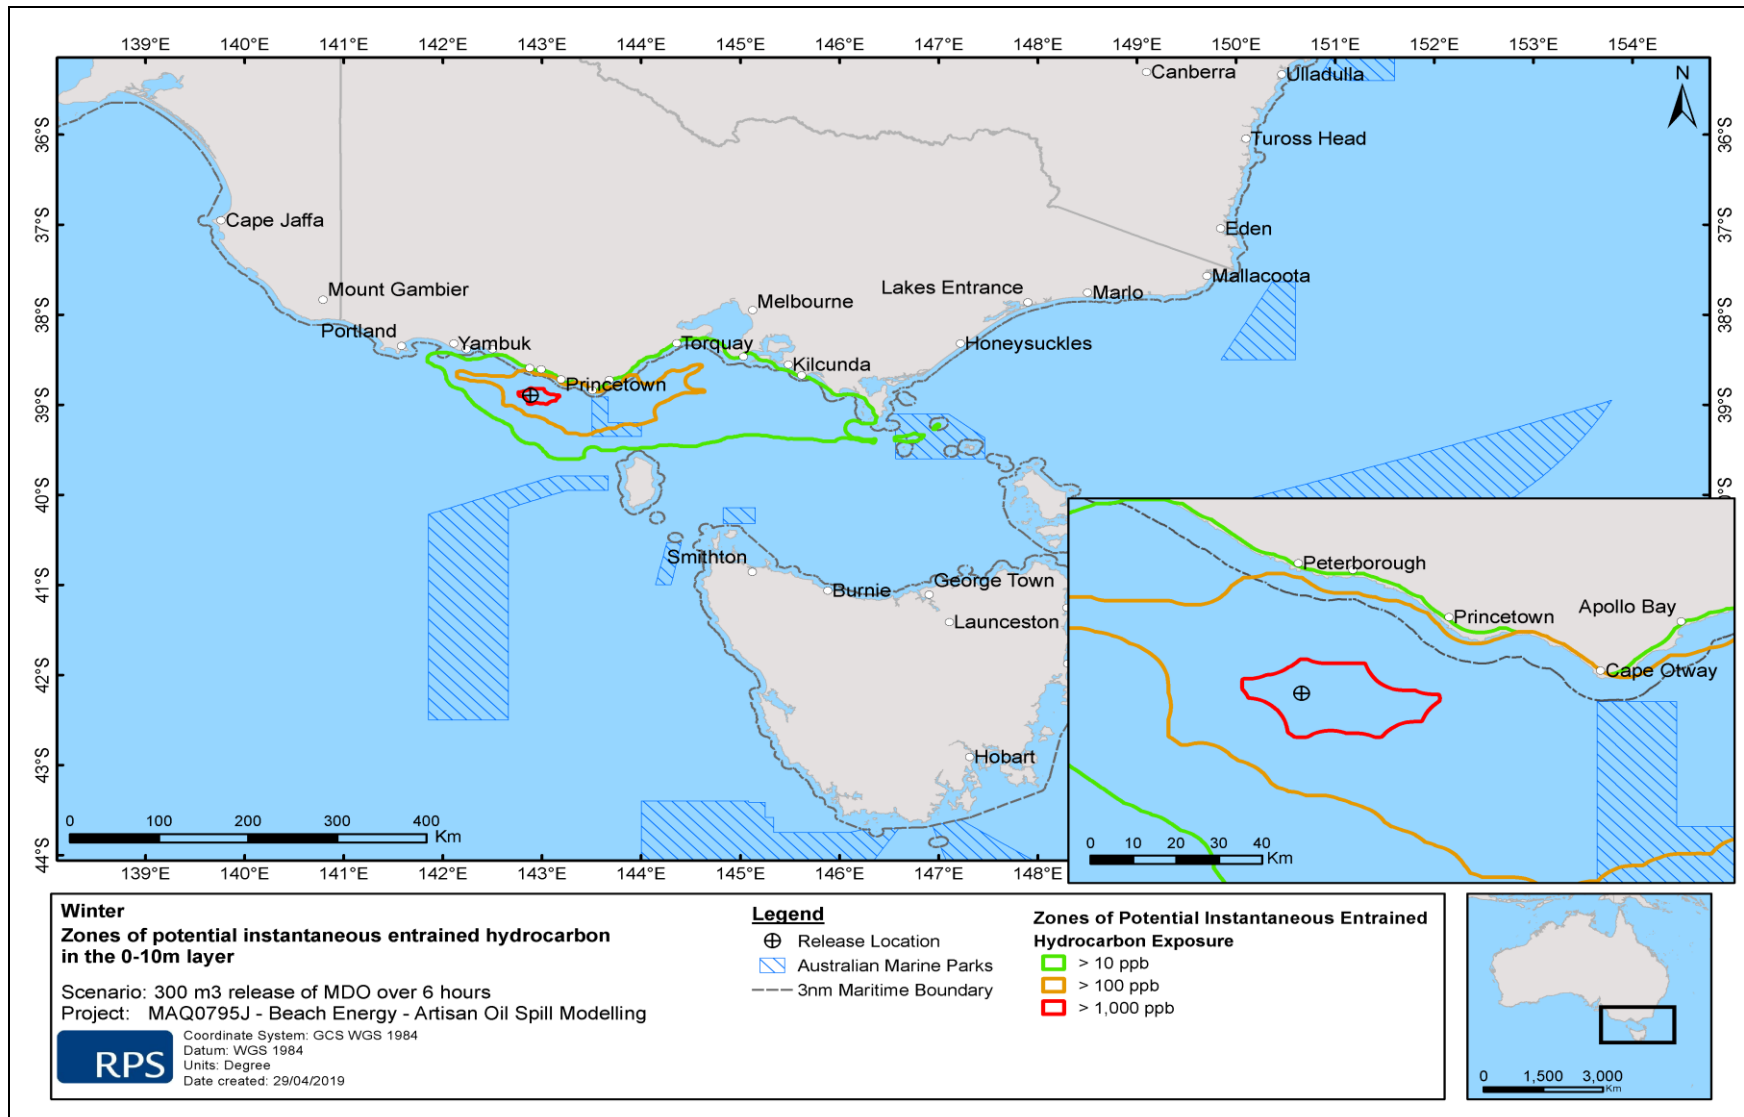 139°E 140°E 141°E 142°E 143°E 144°E 145°E 146°E 147°E 148°E 149°E 150°E 151°E 152°E 153°E 154°E
Canberra
Ulladulla
N
36°S
36°S
Tuross Head
Cape Jaffa
37°S
37°S
Eden
Mallacoota
Mount Gambier
Melbourne
Lakes Entrance
Marlo
38°S
38°S
Portland
Yambuk
Torquay
Honeysuckles
Kilcunda
Princetown
39°S
39°S
40°S
40°S
Smithton
41°S
Burnie
George Town
Launceston
42°S
43°S
Hobart
44°S
0 100 200 300 400
Km
139°E 140°E 141°E 142°E 143°E 144°E 145°E 146°E 147°E 148°E
Peterborough
Princetown
Apollo Bay
Cape Otway
0 10 20 30 40
Km
Winter
Zones of potential instantaneous entrained hydrocarbon
in the 0-10m layer
Scenario: 300 m3 release of MDO over 6 hours
Project: MAQ0795J - Beach Energy - Artisan Oil Spill Modelling
RPS
Coordinate System: GCS WGS 1984
Datum: WGS 1984
Units: Degree
Date created: 29/04/2019
Legend
Release Location
Australian Marine Parks
3nm Maritime Boundary
Zones of Potential Instantaneous Entrained
Hydrocarbon Exposure
> 10 ppb
> 100 ppb
> 1,000 ppb
0 1,500 3,000
Km